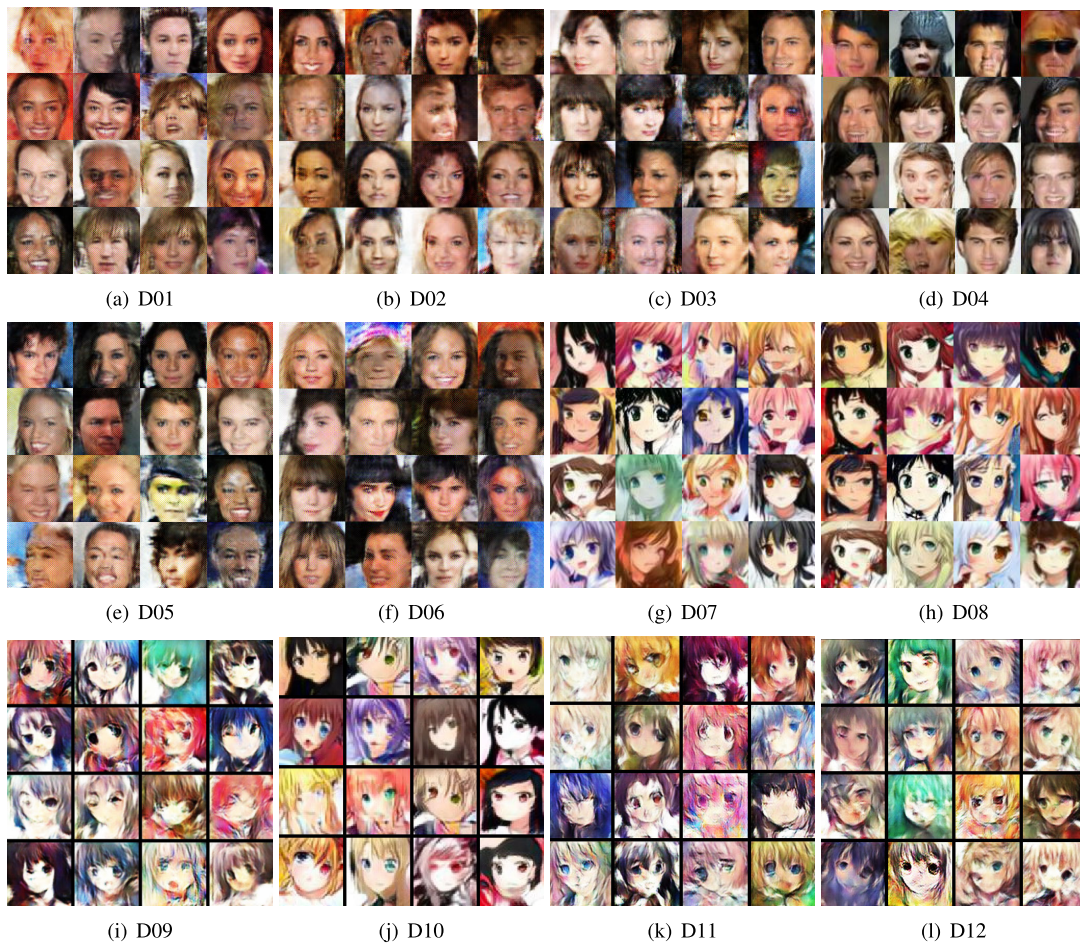 (a) D01
(b) D02
(c) D03
(d) D04
(e) D05
(f) D06
(g) D07
(h) D08
(i) D09
(j) D10
(k) D11
(l) D12